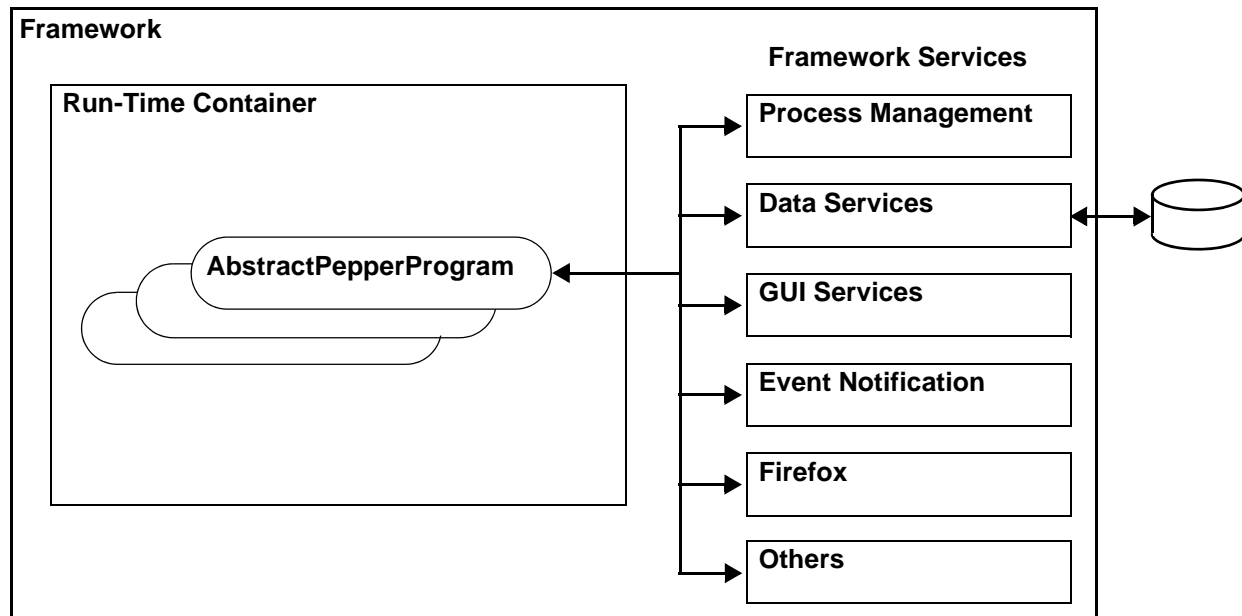 Framework
Framework Services
Run-Time Container
Process Management
Data Services
AbstractPepperProgram
GUI Services
Event Notification
Firefox
Others